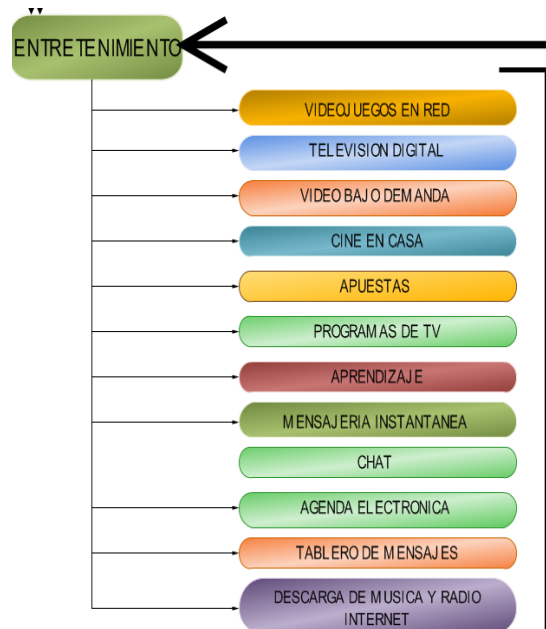 ENTRETENIMIENTO
VIDEOJUEGOS EN RED
TELEVISION DIGITAL
VIDEO BAJO DEMANDA
CINE EN CASA
APUESTAS
PROGRAMAS DE TV
APRENDIZAJE
MENSAJERIA INSTANTANEA
CHAT
AGENDA ELECTRONICA
TABLERO DE MENSAJES
DESCARGA DE MUSICA Y RADIO
INTERNET